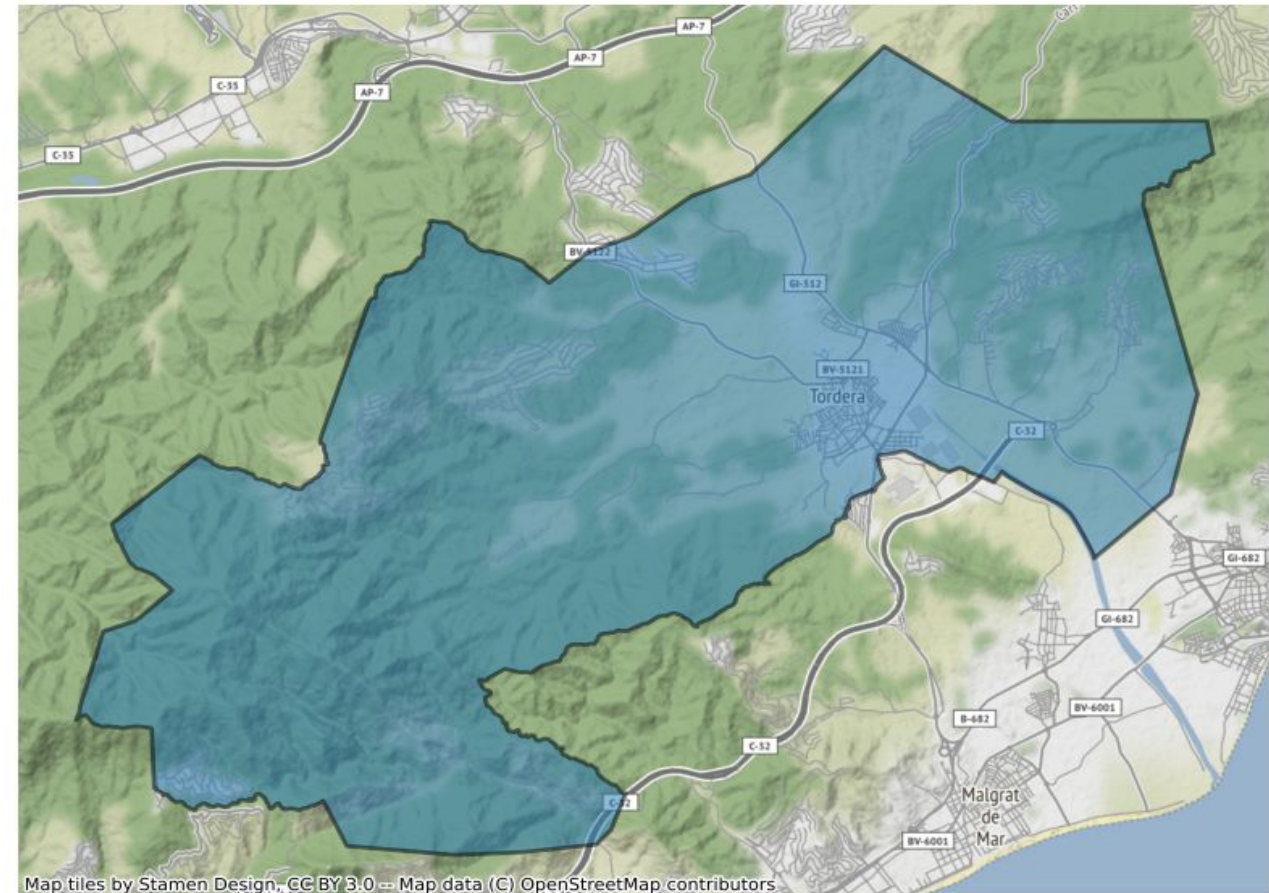 AP-7
AP-7
C-35
AP-7
C-35
BV-5122
GI-512
BV-5121
Tordera
C-32
GI-682
GI-682
BV-6001
B-682
C-32
Malgrat
de
Mar
C-32
BV-6001
Map tiles by Stamen Design, CC BY 3.0 -- Map data (C) OpenStreetMap contributors